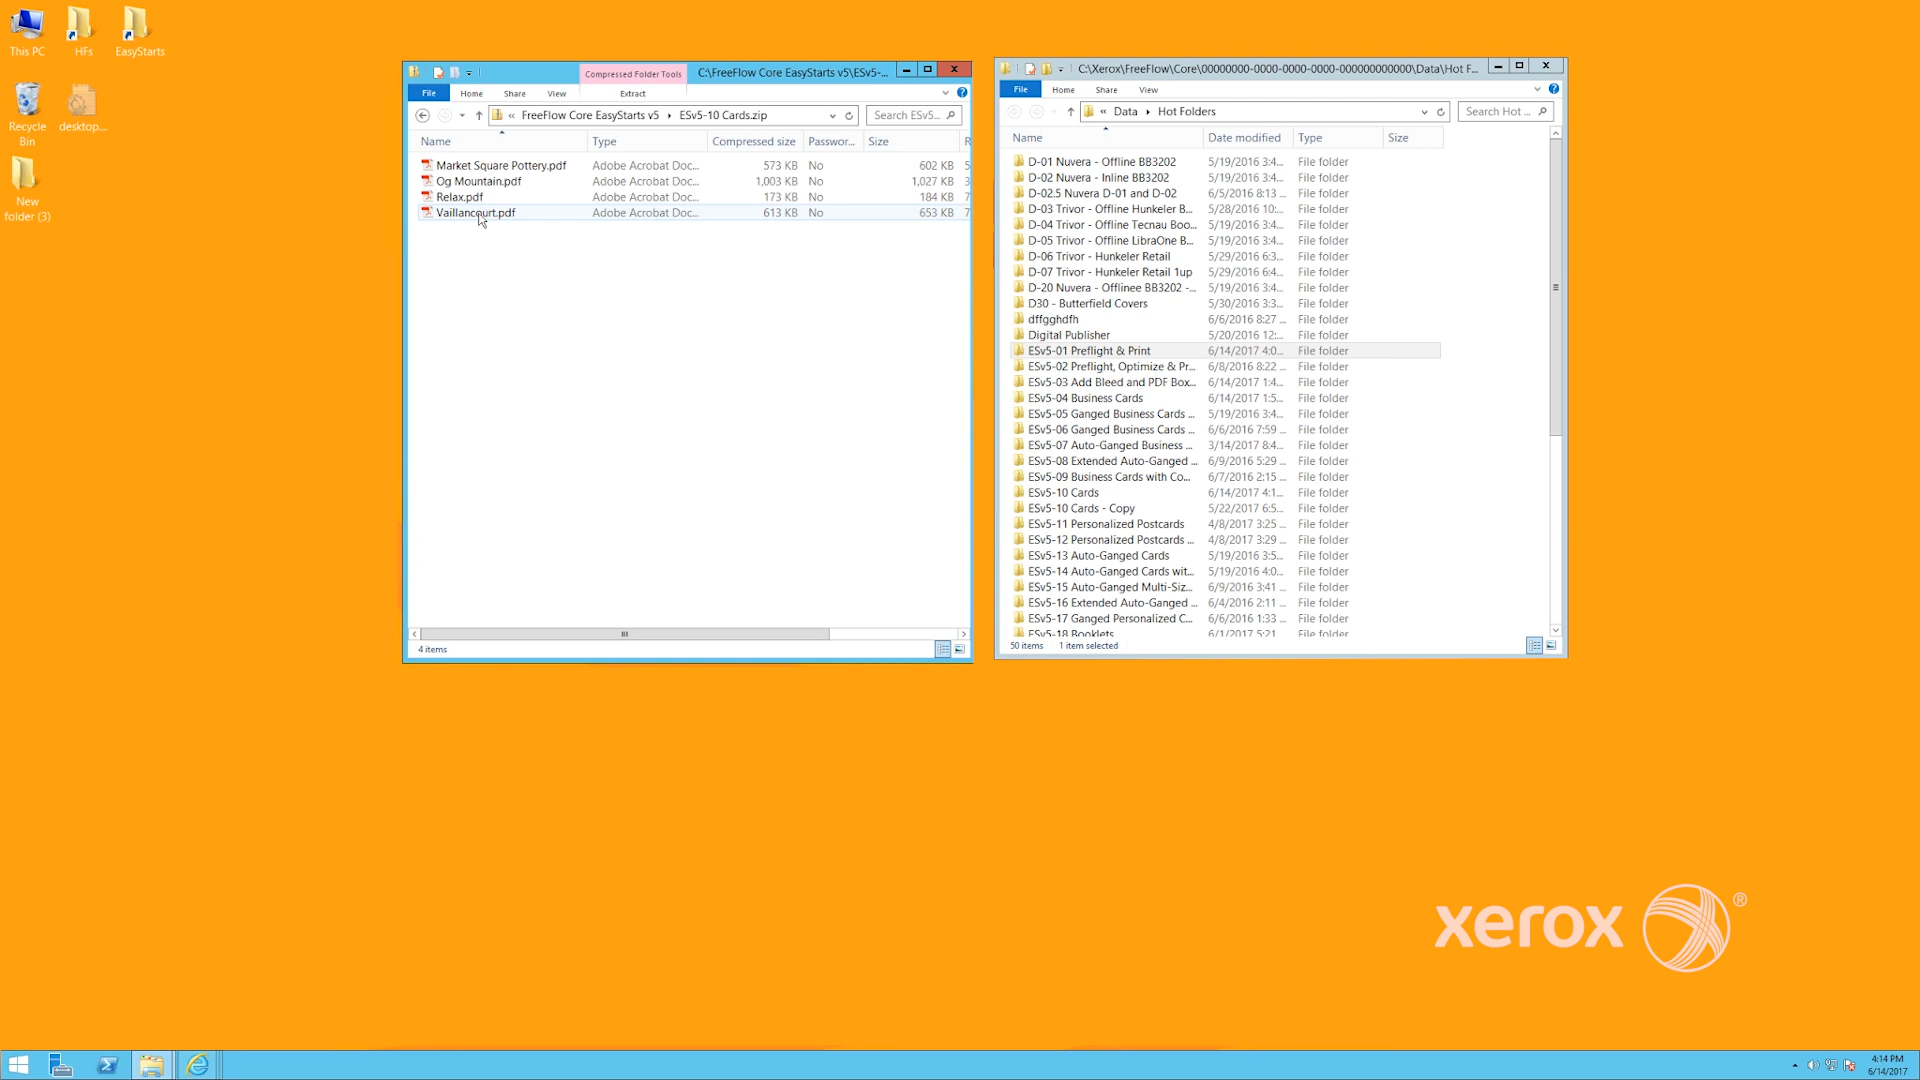 This PC
HFs
EasyStarts
Recycle
Bin
desktop...
New
folder (3)
Compressed Folder Tools
C:\FreeFlow Core EasyStarts v5\ESv5-...
File
Home
Share
View
Extract
« FreeFlow Core EasyStarts v5 ▸ ESv5-10 Cards.zip
Search ESv5...
Name Type Compressed size Passwor... Size R
Market Square Pottery.pdf Adobe Acrobat Doc... 573 KB No 602 KB 5
Og Mountain.pdf Adobe Acrobat Doc... 1,003 KB No 1,027 KB 3
Relax.pdf Adobe Acrobat Doc... 173 KB No 184 KB 7
Vaillancourt.pdf Adobe Acrobat Doc... 613 KB No 653 KB 7
4 items
C:\Xerox\FreeFlow\Core\00000000-0000-0000-0000-000000000000\Data\Hot F...
File
Home
Share
View
« Data ▸ Hot Folders
Search Hot ...
Name Date modified Type Size
D-01 Nuvera - Offline BB3202 5/19/2016 3:4... File folder
D-02 Nuvera - Inline BB3202 5/19/2016 3:4... File folder
D-02.5 Nuvera D-01 and D-02 6/5/2016 8:13 ... File folder
D-03 Trivor - Offline Hunkeler B... 5/28/2016 10:... File folder
D-04 Trivor - Offline Tecnau Boo... 5/19/2016 3:4... File folder
D-05 Trivor - Offline LibraOne B... 5/19/2016 3:4... File folder
D-06 Trivor - Hunkeler Retail 5/29/2016 6:3... File folder
D-07 Trivor - Hunkeler Retail 1up 5/29/2016 6:4... File folder
D-20 Nuvera - Offlinee BB3202 -... 5/19/2016 3:4... File folder
D30 - Butterfield Covers 5/30/2016 3:3... File folder
dffgghdfh 6/6/2016 8:27 ... File folder
Digital Publisher 5/20/2016 12:... File folder
ESv5-01 Preflight & Print 6/14/2017 4:0... File folder
ESv5-02 Preflight, Optimize & Pr... 6/8/2016 8:22 ... File folder
ESv5-03 Add Bleed and PDF Box... 6/14/2017 1:4... File folder
ESv5-04 Business Cards 6/14/2017 1:5... File folder
ESv5-05 Ganged Business Cards ... 5/19/2016 3:4... File folder
ESv5-06 Ganged Business Cards ... 6/6/2016 7:59 ... File folder
ESv5-07 Auto-Ganged Business ... 3/14/2017 8:4... File folder
ESv5-08 Extended Auto-Ganged ... 6/9/2016 5:29 ... File folder
ESv5-09 Business Cards with Co... 6/7/2016 2:15 ... File folder
ESv5-10 Cards 6/14/2017 4:1... File folder
ESv5-10 Cards - Copy 5/22/2017 6:5... File folder
ESv5-11 Personalized Postcards 4/8/2017 3:25 ... File folder
ESv5-12 Personalized Postcards ... 4/8/2017 3:29 ... File folder
ESv5-13 Auto-Ganged Cards 5/19/2016 3:5... File folder
ESv5-14 Auto-Ganged Cards wit... 5/19/2016 4:0... File folder
ESv5-15 Auto-Ganged Multi-Siz... 6/9/2016 3:41 ... File folder
ESv5-16 Extended Auto-Ganged ... 6/4/2016 2:11 ... File folder
ESv5-17 Ganged Personalized C... 6/6/2016 1:33 ... File folder
ESv5-18 Booklets 6/1/2017 5:21 File folder
50 items 1 item selected
xerox ®
4:14 PM
6/14/2017